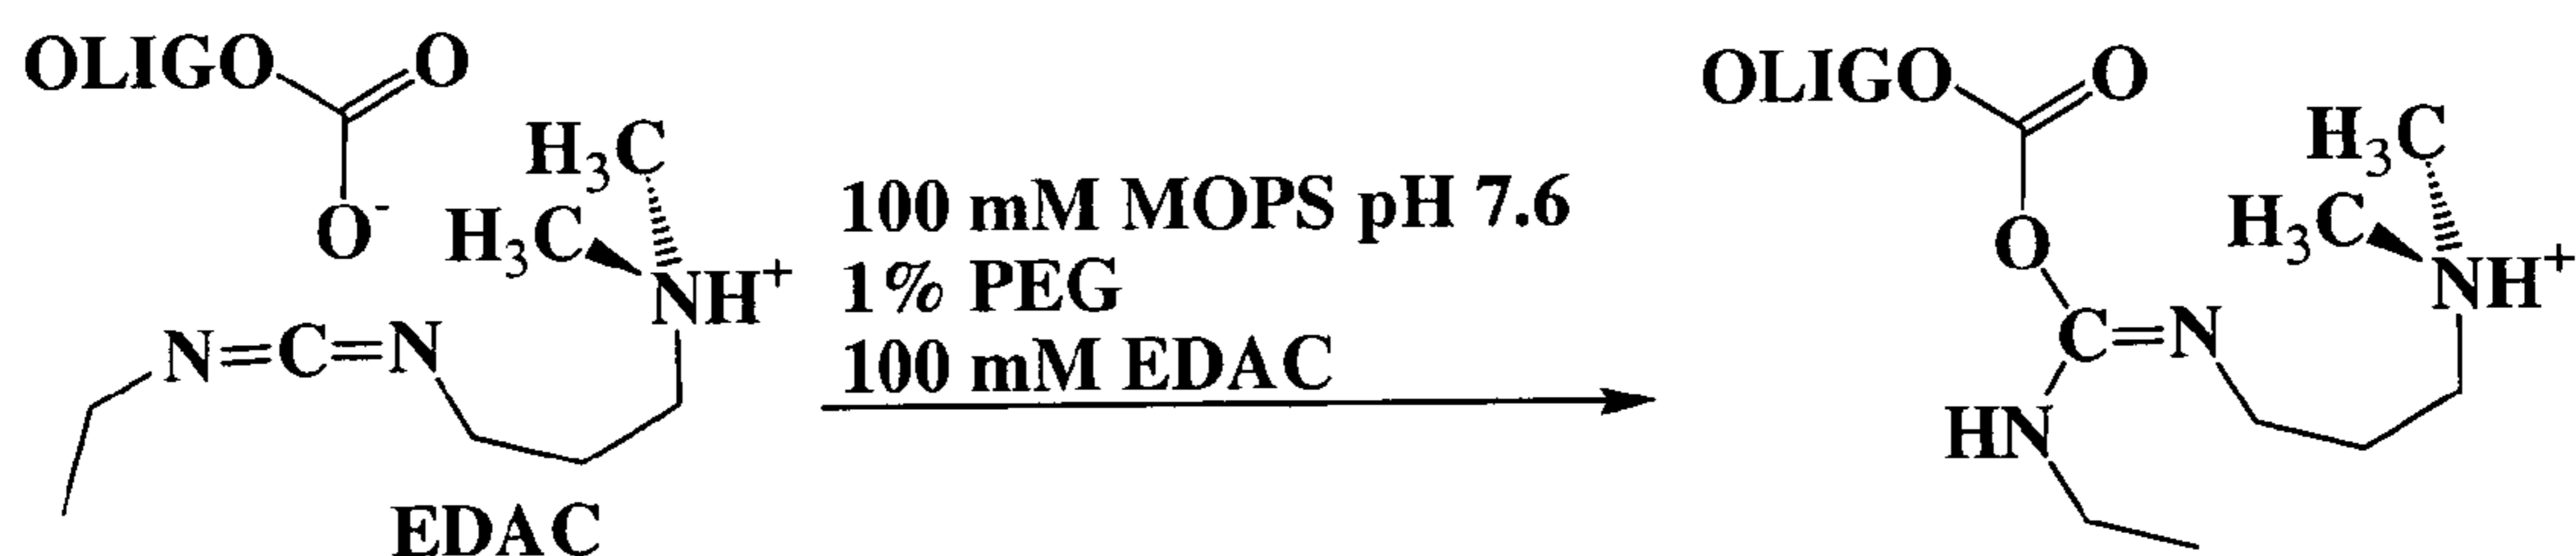 OLIGO
O
O-
H3C
H3C
NH+
N=C=N
EDAC
100 mM MOPS pH 7.6
1% PEG
100 mM EDAC
OLIGO
O
O
H3C
H3C
NH+
C=N
HN